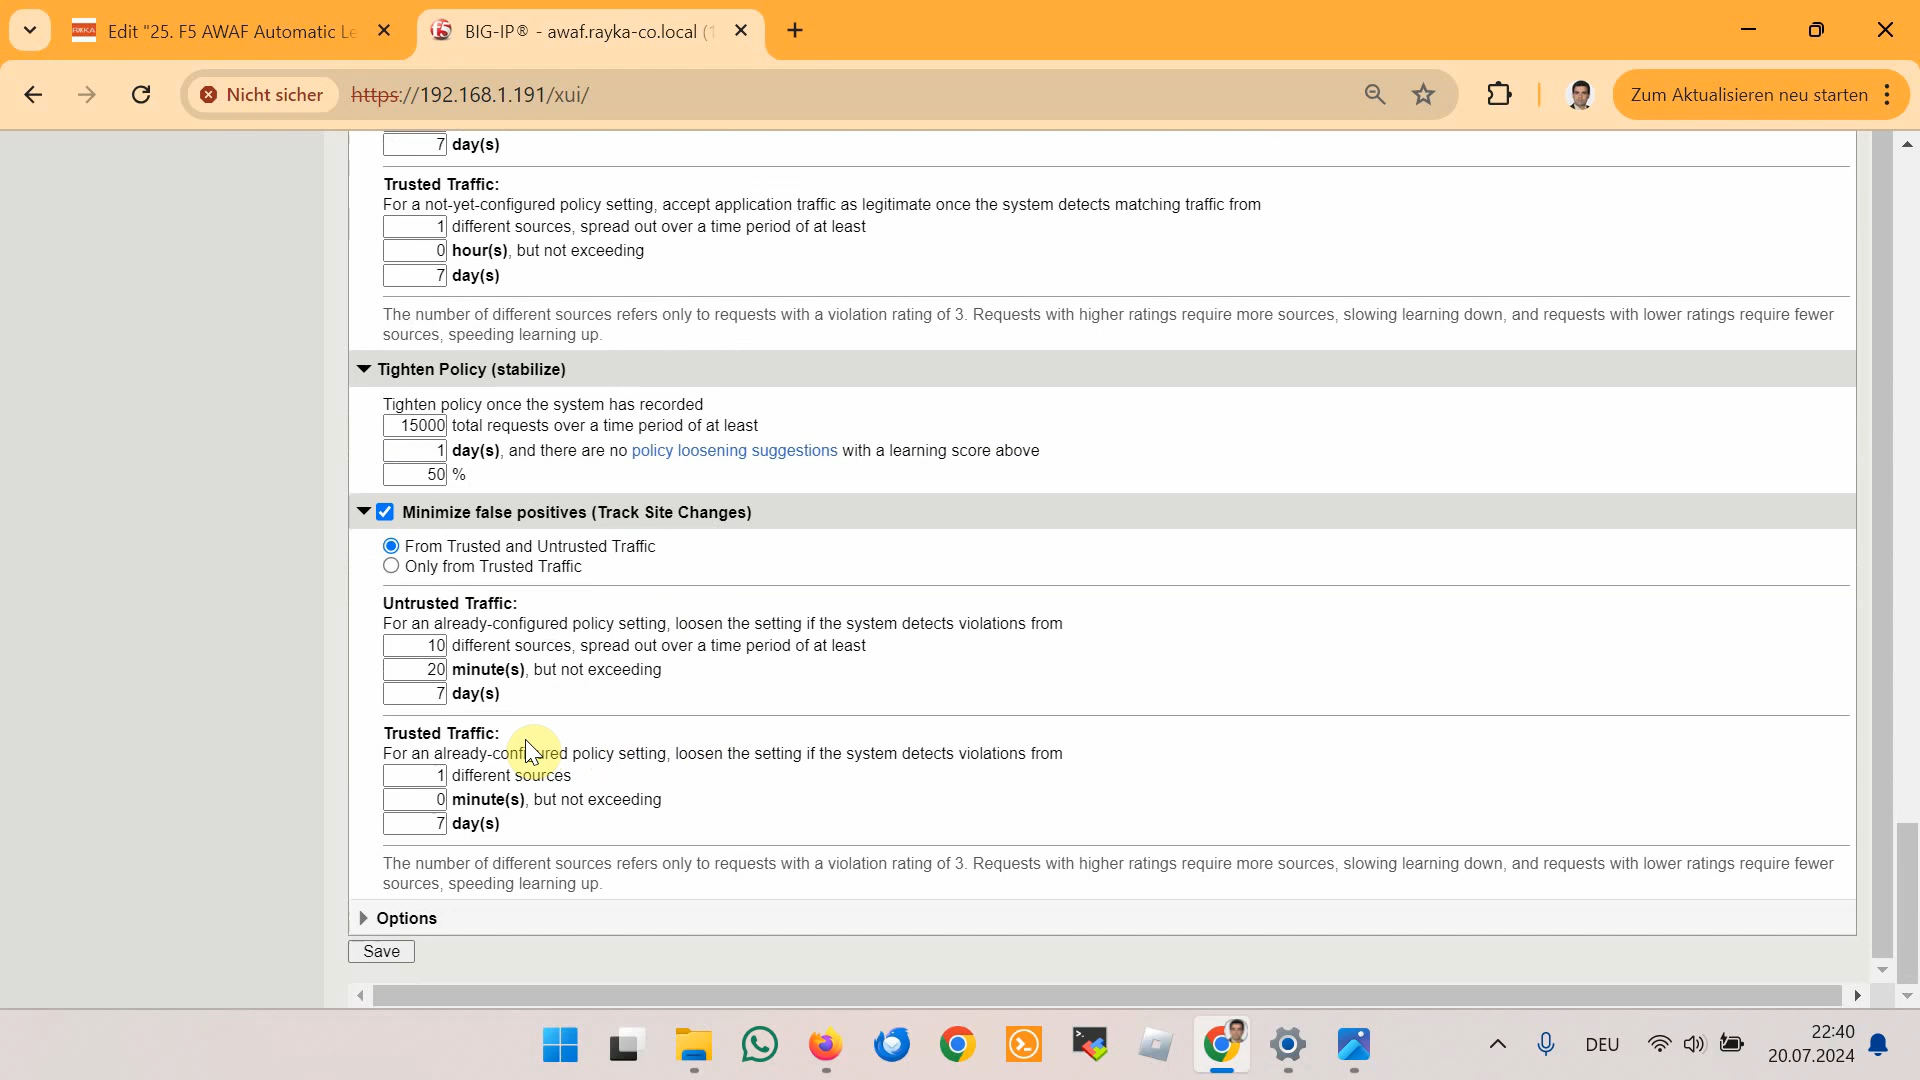 Edit "25. F5 AWAF Automatic Le
BIG-IP® - awaf.rayka-co.local (1
Nicht sicher
https://192.168.1.191/xui/
Zum Aktualisieren neu starten
7 day(s)
Trusted Traffic:
For a not-yet-configured policy setting, accept application traffic as legitimate once the system detects matching traffic from
1 different sources, spread out over a time period of at least
0 hour(s), but not exceeding
7 day(s)
The number of different sources refers only to requests with a violation rating of 3. Requests with higher ratings require more sources, slowing learning down, and requests with lower ratings require fewer
sources, speeding learning up.
Tighten Policy (stabilize)
Tighten policy once the system has recorded
15000 total requests over a time period of at least
1 day(s), and there are no policy loosening suggestions with a learning score above
50 %
Minimize false positives (Track Site Changes)
From Trusted and Untrusted Traffic
Only from Trusted Traffic
Untrusted Traffic:
For an already-configured policy setting, loosen the setting if the system detects violations from
10 different sources, spread out over a time period of at least
20 minute(s), but not exceeding
7 day(s)
Trusted Traffic:
For an already-configured policy setting, loosen the setting if the system detects violations from
1 different sources
0 minute(s), but not exceeding
7 day(s)
The number of different sources refers only to requests with a violation rating of 3. Requests with higher ratings require more sources, slowing learning down, and requests with lower ratings require fewer
sources, speeding learning up.
Options
Save
DEU
22:40
20.07.2024